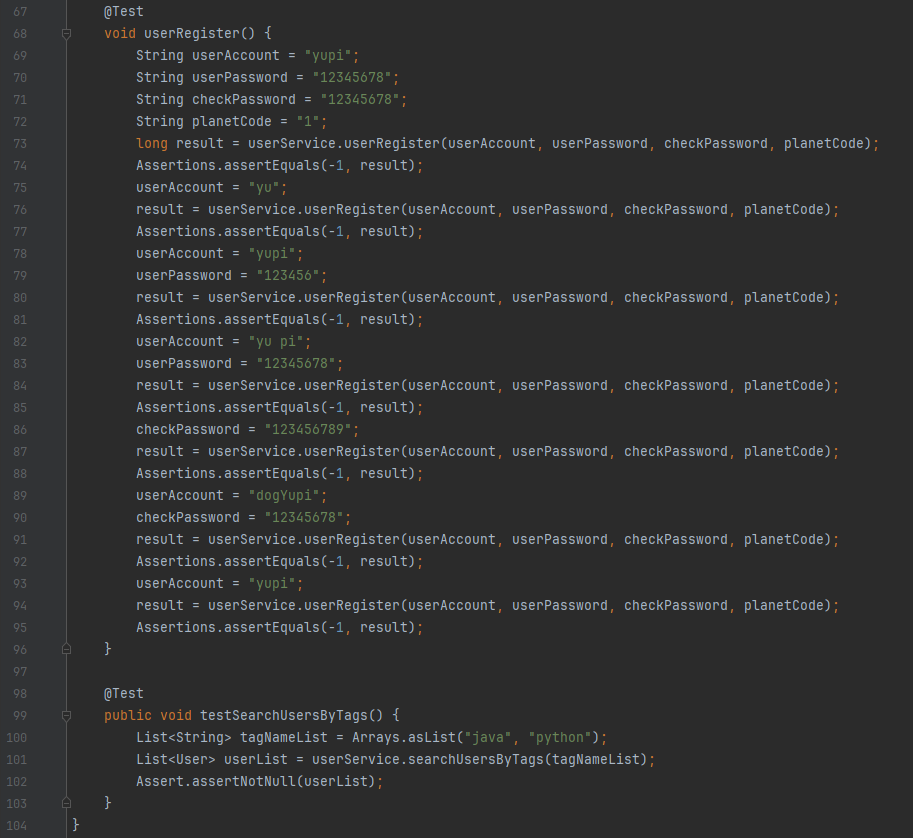 67 @Test
68 void userRegister() {
69 String userAccount = "yupi";
70 String userPassword = "12345678";
71 String checkPassword = "12345678";
72 String planetCode = "1";
73 long result = userService.userRegister(userAccount, userPassword, checkPassword, planetCode);
74 Assertions.assertEquals(-1, result);
75 userAccount = "yu";
76 result = userService.userRegister(userAccount, userPassword, checkPassword, planetCode);
77 Assertions.assertEquals(-1, result);
78 userAccount = "yupi";
79 userPassword = "123456";
80 result = userService.userRegister(userAccount, userPassword, checkPassword, planetCode);
81 Assertions.assertEquals(-1, result);
82 userAccount = "yu pi";
83 userPassword = "12345678";
84 result = userService.userRegister(userAccount, userPassword, checkPassword, planetCode);
85 Assertions.assertEquals(-1, result);
86 checkPassword = "123456789";
87 result = userService.userRegister(userAccount, userPassword, checkPassword, planetCode);
88 Assertions.assertEquals(-1, result);
89 userAccount = "dogYupi";
90 checkPassword = "12345678";
91 result = userService.userRegister(userAccount, userPassword, checkPassword, planetCode);
92 Assertions.assertEquals(-1, result);
93 userAccount = "yupi";
94 result = userService.userRegister(userAccount, userPassword, checkPassword, planetCode);
95 Assertions.assertEquals(-1, result);
96 }
97
98 @Test
99 public void testSearchUsersByTags() {
100 List<String> tagNameList = Arrays.asList("java", "python");
101 List<User> userList = userService.searchUsersByTags(tagNameList);
102 Assert.assertNotNull(userList);
103 }
104 }